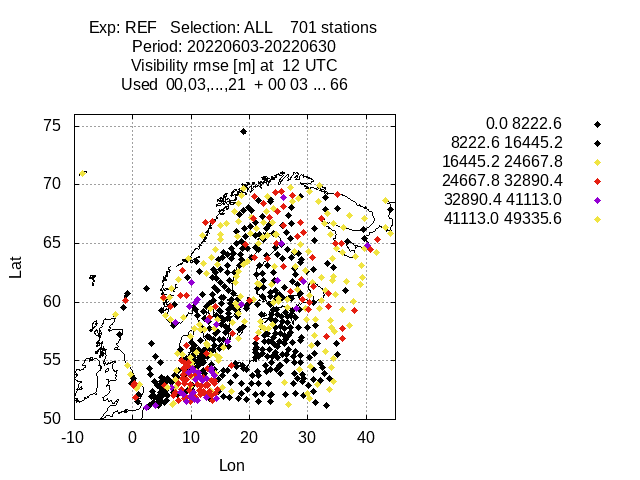 Exp: REF   Selection: ALL    701 stations
Period: 20220603-20220630
Visibility rmse [m] at  12 UTC
Used  00,03,...,21  + 00 03 ... 66
0.0 8222.6
8222.6 16445.2
16445.2 24667.8
24667.8 32890.4
32890.4 41113.0
41113.0 49335.6
75
70
65
60
55
50
Lat
-10 0 10 20 30 40
Lon